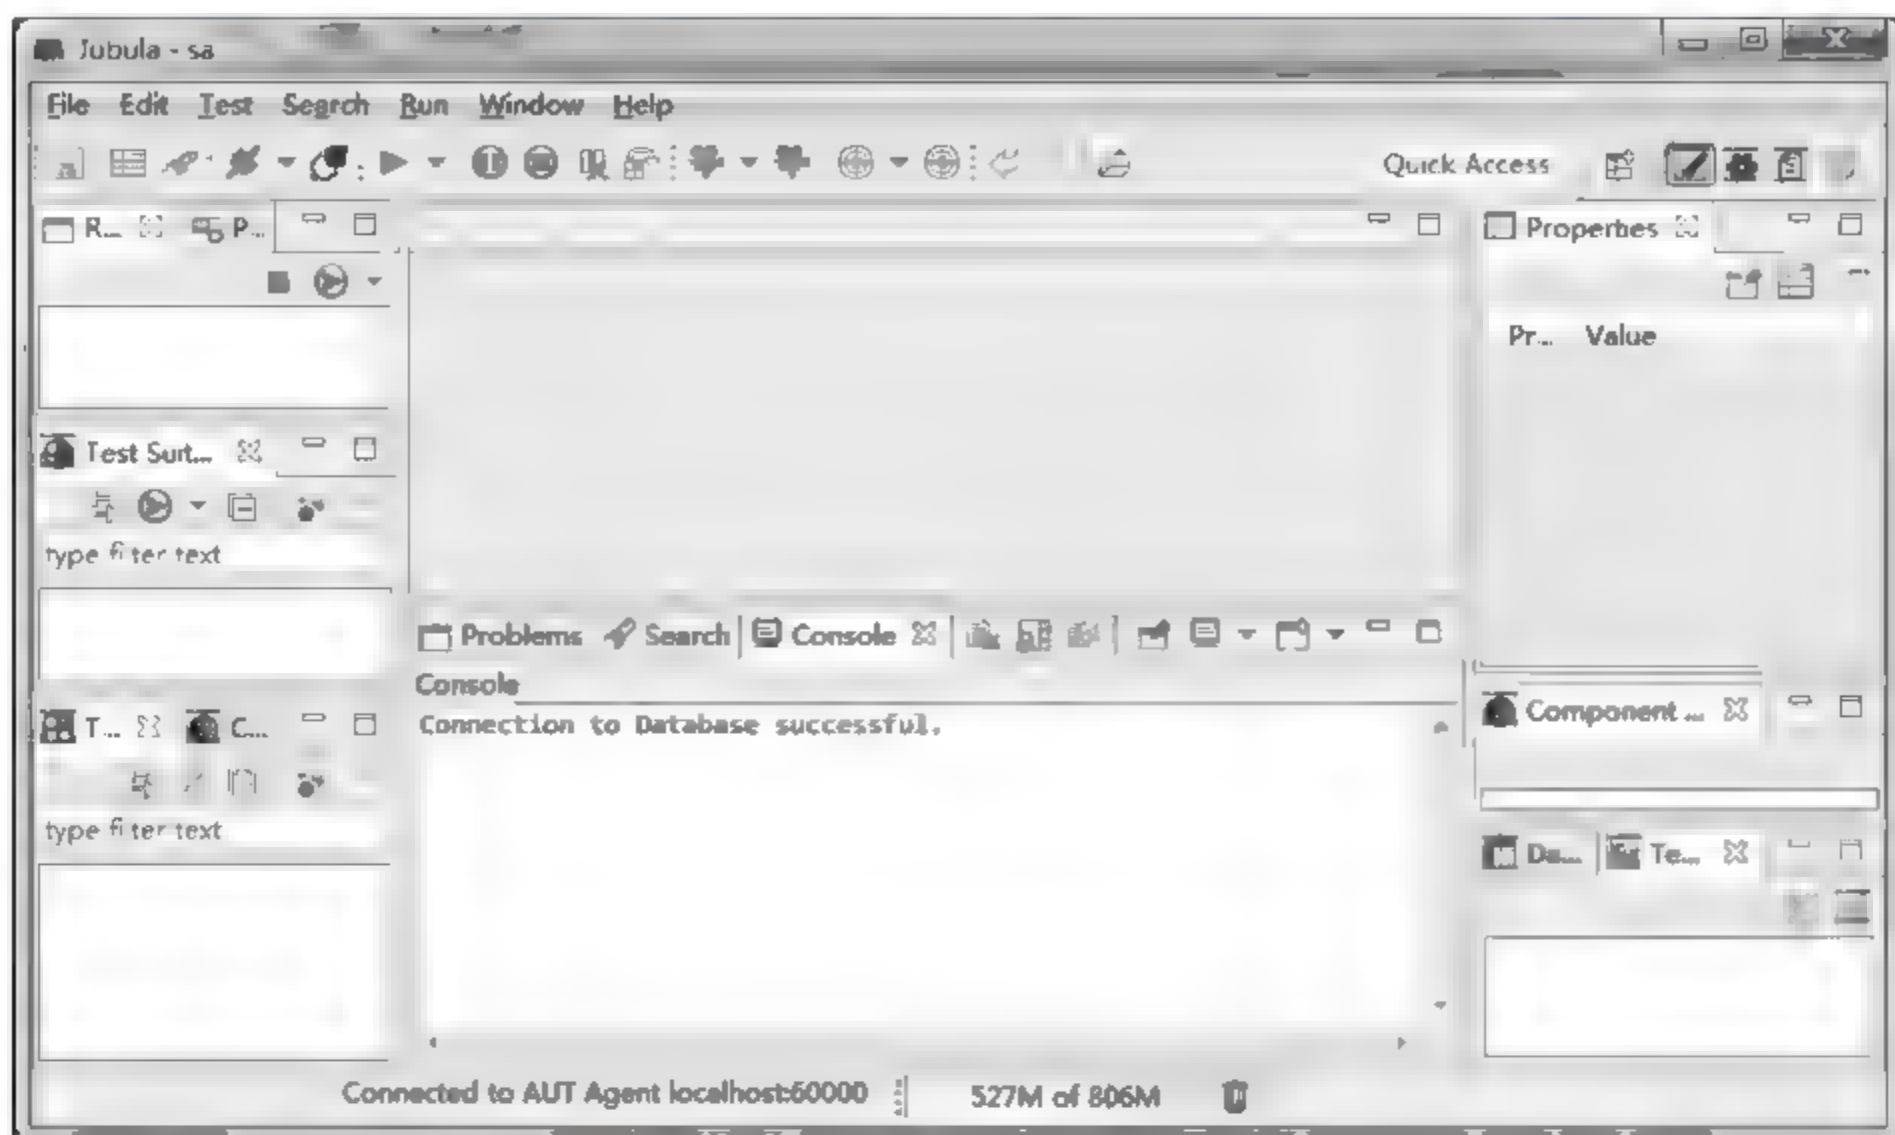 Jubula - sa
File Edit Test Search Run Window Help
Quick Access
R... P...
Properties
Pr... Value
Test Suit...
type filter text
Problems Search Console
Console
Connection to Database successful.
T... C...
type filter text
Component ...
Da... Te...
Connected to AUT Agent localhost:60000 527M of 806M